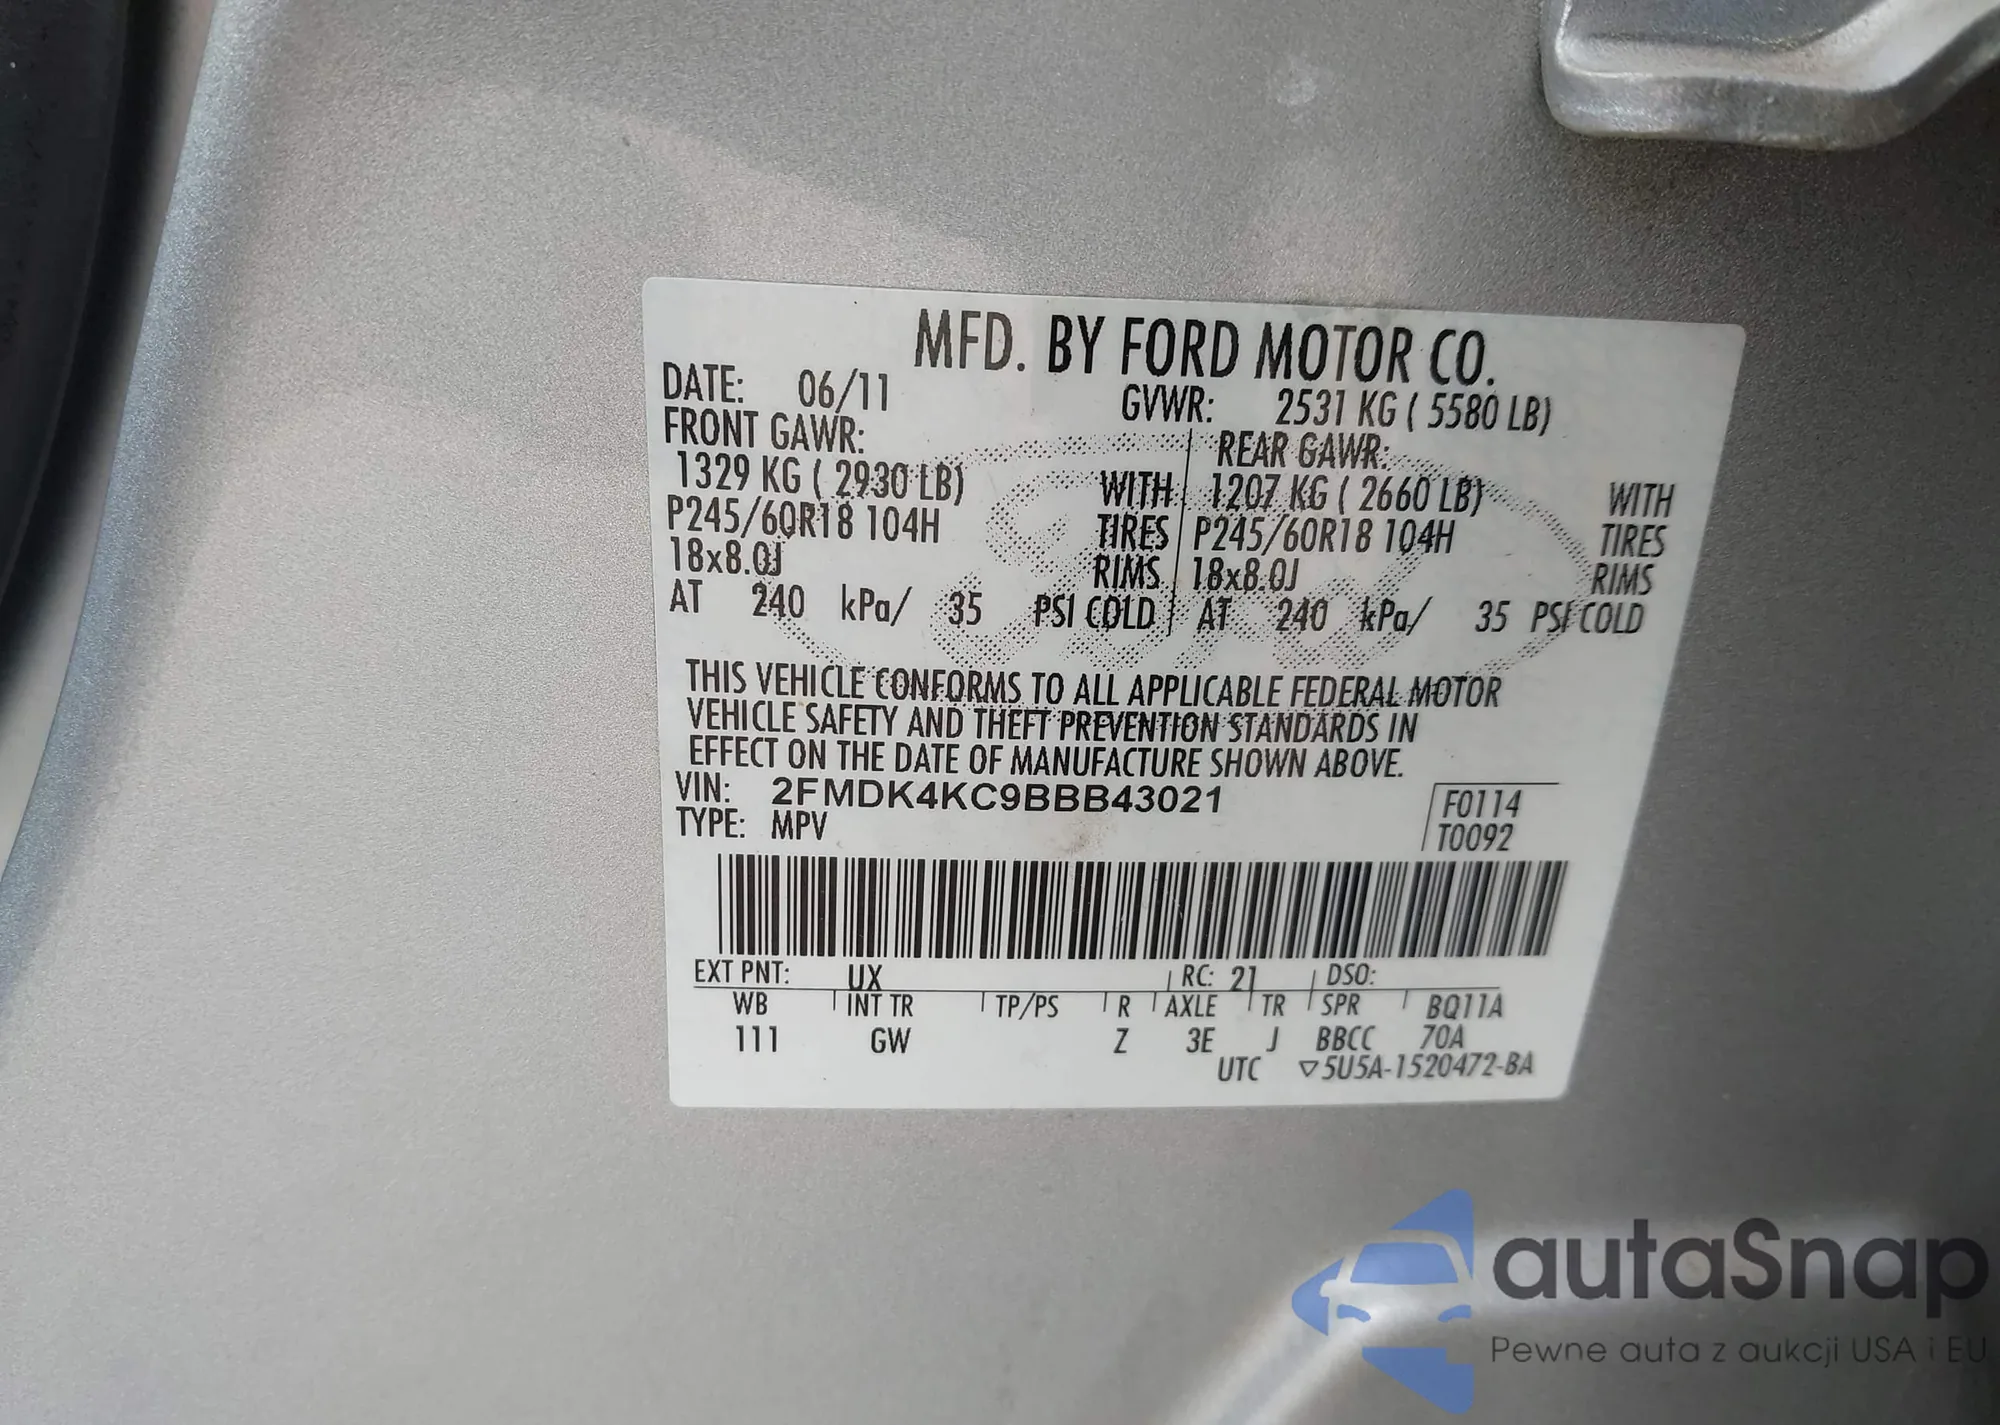 MFD. BY FORD MOTOR CO.
DATE: 06/11 GVWR: 2531 KG ( 5580 LB)
FRONT GAWR: REAR GAWR:
1329 KG ( 2930 LB) WITH 1207 KG ( 2660 LB) WITH
P245/60R18 104H TIRES P245/60R18 104H TIRES
18x8.0J RIMS 18x8.0J RIMS
AT 240 kPa/ 35 PSI COLD AT 240 kPa/ 35 PSI COLD
THIS VEHICLE CONFORMS TO ALL APPLICABLE FEDERAL MOTOR
VEHICLE SAFETY AND THEFT PREVENTION STANDARDS IN
EFFECT ON THE DATE OF MANUFACTURE SHOWN ABOVE.
VIN: 2FMDK4KC9BBB43021 F0114
TYPE: MPV T0092
EXT PNT: UX RC: 21 DSO:
WB INT TR TP/PS R AXLE TR SPR BQ11A
111 GW Z 3E J BBCC 70A
UTC ▽5U5A-1520472-BA
autaSnap
Pewne auta z aukcji USA i EU